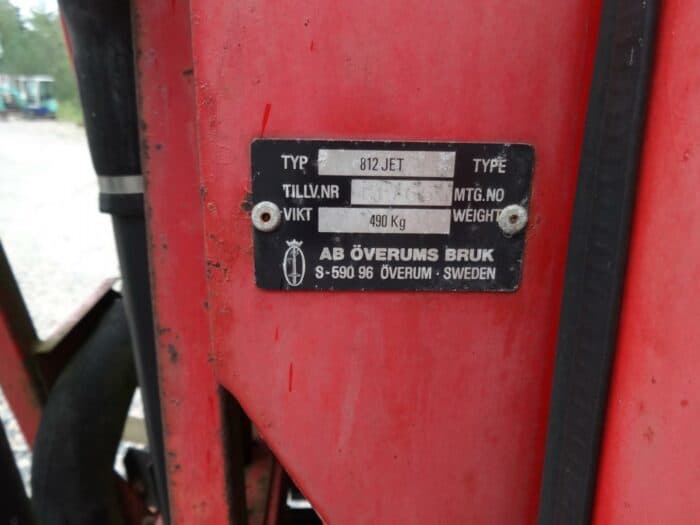 TYP 812 JET TYPE
TILLV.NR MTG.NO
VIKT 490 Kg WEIGHT
AB ÖVERUMS BRUK
S-590 96 ÖVERUM · SWEDEN